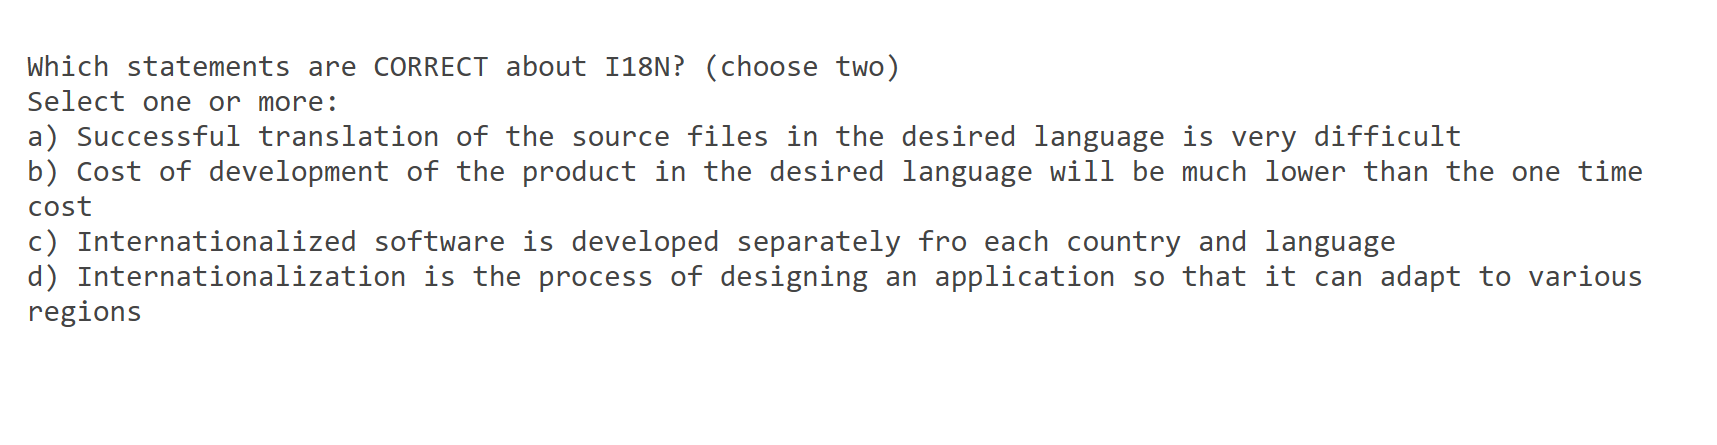 Which statements are CORRECT about I18N? (choose two)
Select one or more:
a) Successful translation of the source files in the desired language is very difficult
b) Cost of development of the product in the desired language will be much lower than the one time
cost
c) Internationalized software is developed separately fro each country and language
d) Internationalization is the process of designing an application so that it can adapt to various
regions